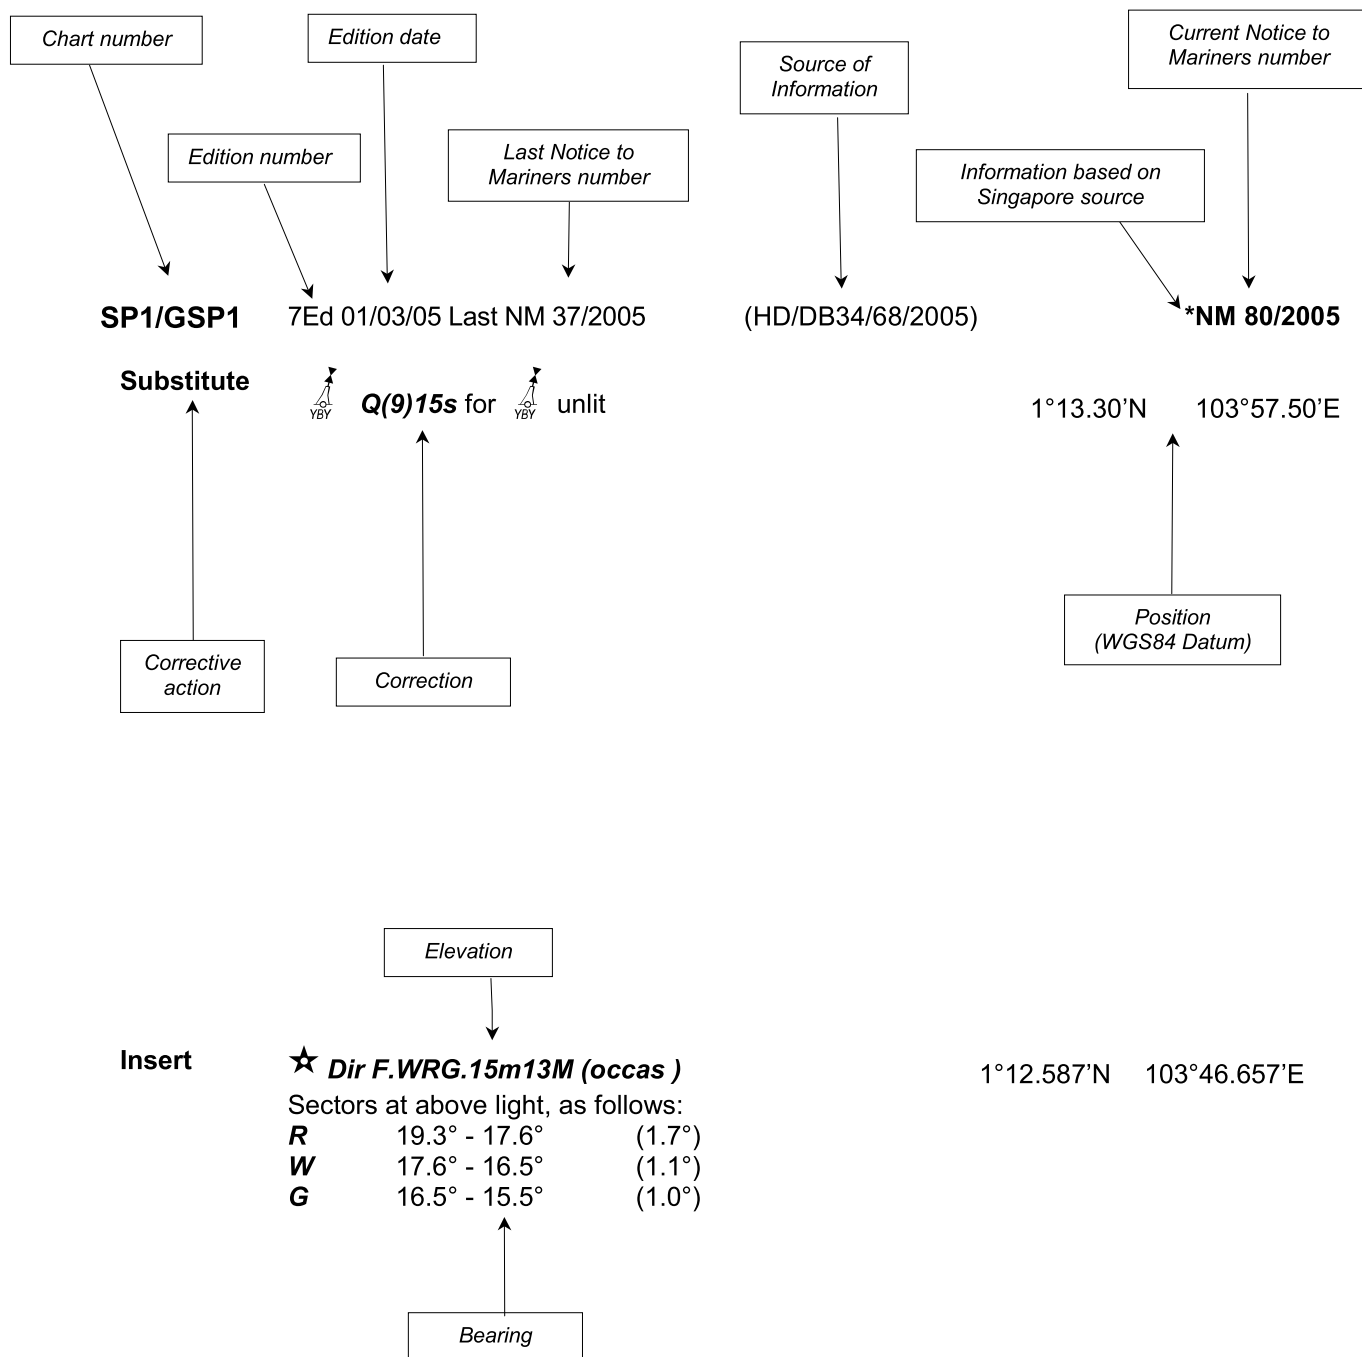 Chart number
Edition date
Source of
Information
Current Notice to
Mariners number
Edition number
Last Notice to
Mariners number
Information based on
Singapore source
SP1/GSP1 7Ed 01/03/05 Last NM 37/2005 (HD/DB34/68/2005) *NM 80/2005
Substitute YBY Q(9)15s for YBY unlit 1°13.30’N 103°57.50’E
Position
(WGS84 Datum)
Corrective
action
Correction
Elevation
Insert Dir F.WRG.15m13M (occas ) 1°12.587’N 103°46.657’E
Sectors at above light, as follows:
R 19.3° - 17.6° (1.7°)
W 17.6° - 16.5° (1.1°)
G 16.5° - 15.5° (1.0°)
Bearing